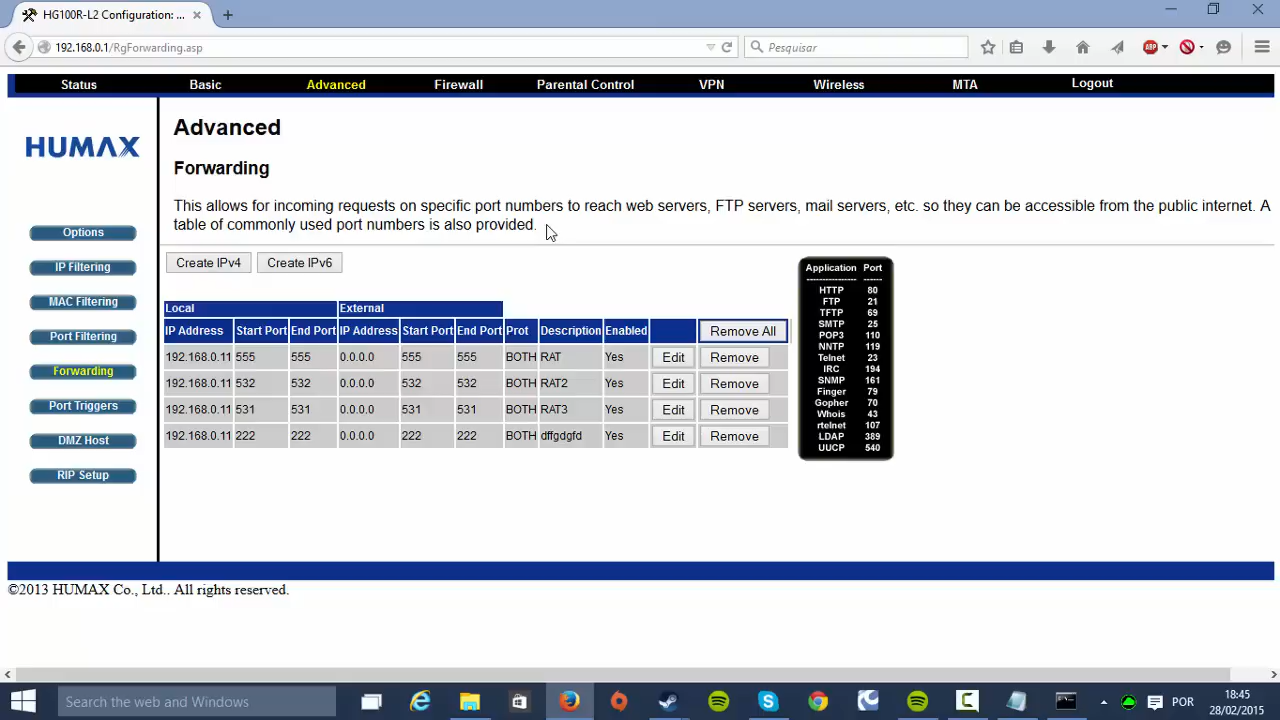 HG100R-L2 Configuration: ...
192.168.0.1/RgForwarding.asp
Pesquisar
ABP
Status Basic Advanced Firewall Parental Control VPN Wireless MTA Logout
HUMAX
Options
IP Filtering
MAC Filtering
Port Filtering
Forwarding
Port Triggers
DMZ Host
RIP Setup
Advanced
Forwarding
This allows for incoming requests on specific port numbers to reach web servers, FTP servers, mail servers, etc. so they can be accessible from the public internet. A
table of commonly used port numbers is also provided.
Create IPv4 Create IPv6
Local External
IP Address Start Port End Port IP Address Start Port End Port Prot Description Enabled Remove All
192.168.0.11 555 555 0.0.0.0 555 555 BOTH RAT Yes Edit Remove
192.168.0.11 532 532 0.0.0.0 532 532 BOTH RAT2 Yes Edit Remove
192.168.0.11 531 531 0.0.0.0 531 531 BOTH RAT3 Yes Edit Remove
192.168.0.11 222 222 0.0.0.0 222 222 BOTH dffgdgfd Yes Edit Remove
Application Port
HTTP 80
FTP 21
TFTP 69
SMTP 25
POP3 110
NNTP 119
Telnet 23
IRC 194
SNMP 161
Finger 79
Gopher 70
Whois 43
rtelnet 107
LDAP 389
UUCP 540
©2013 HUMAX Co., Ltd.. All rights reserved.
Search the web and Windows
POR
18:45
28/02/2015